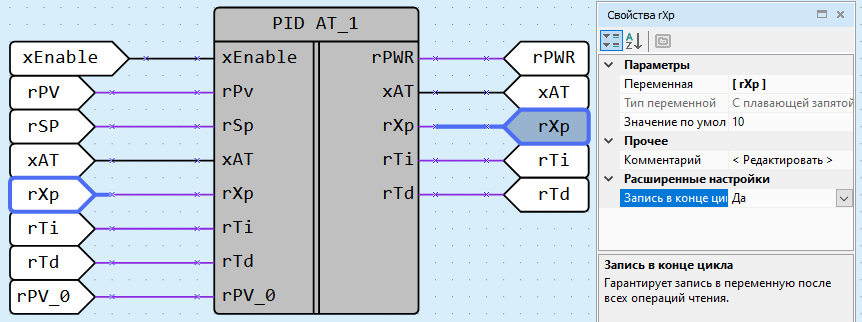 PID AT_1
xEnable
rPV
rSP
xAT
rXp
rTi
rTd
rPV_0
xEnable
rPv
rSp
xAT
rXp
rTi
rTd
rPV_0
rPWR
xAT
rXp
rTi
rTd
rPWR
xAT
rXp
rTi
rTd
Свойства rXp
A
Z
Параметры
Переменная [ rXp ]
Тип переменной С плавающей запятой
Значение по умол 10
Прочее
Комментарий < Редактировать >
Расширенные настройки
Запись в конце ци Да
Запись в конце цикла
Гарантирует запись в переменную после
всех операций чтения.